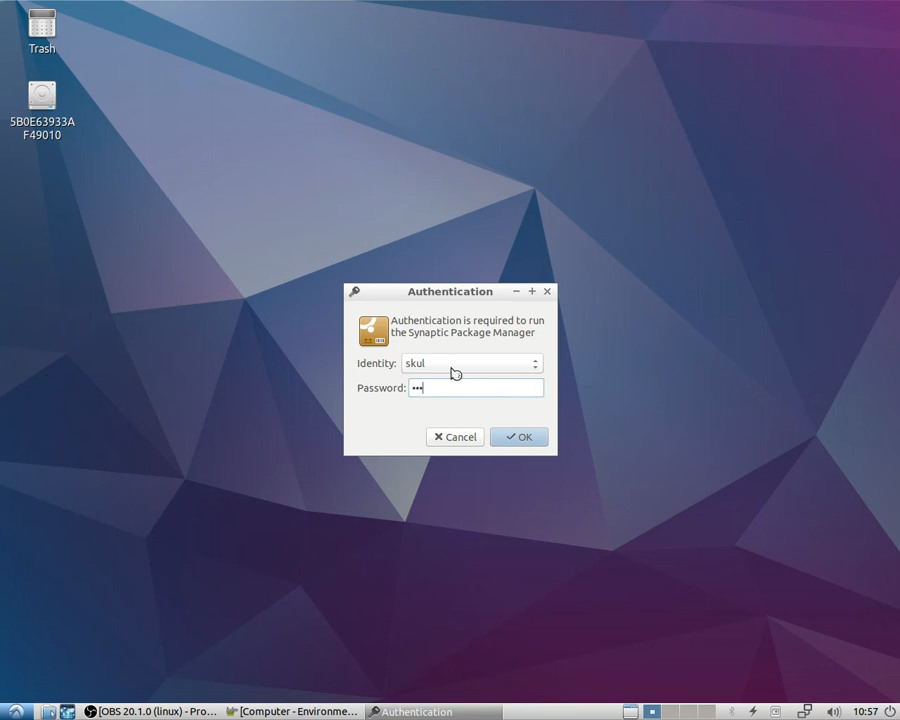 Trash
5B0E63933A
F49010
Authentication
Authentication is required to run
the Synaptic Package Manager
Identity: skul
Password: •••
Cancel OK
[OBS 20.1.0 (linux) - Pro... [Computer - Environme... Authentication 10:57